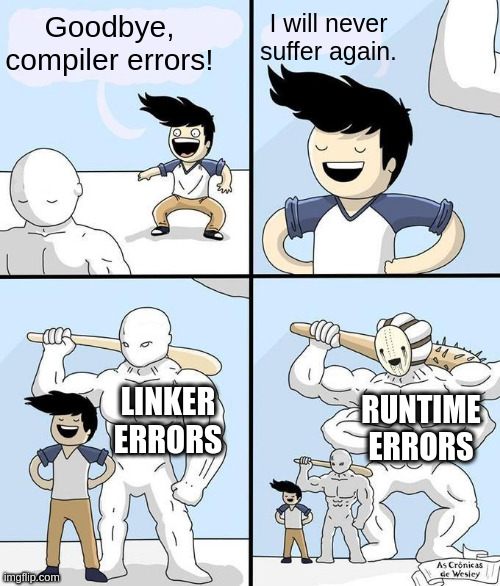 Goodbye,
compiler errors!
I will never
suffer again.
LINKER
ERRORS
RUNTIME
ERRORS
As Crônicas
de Wesley
imgflip.com